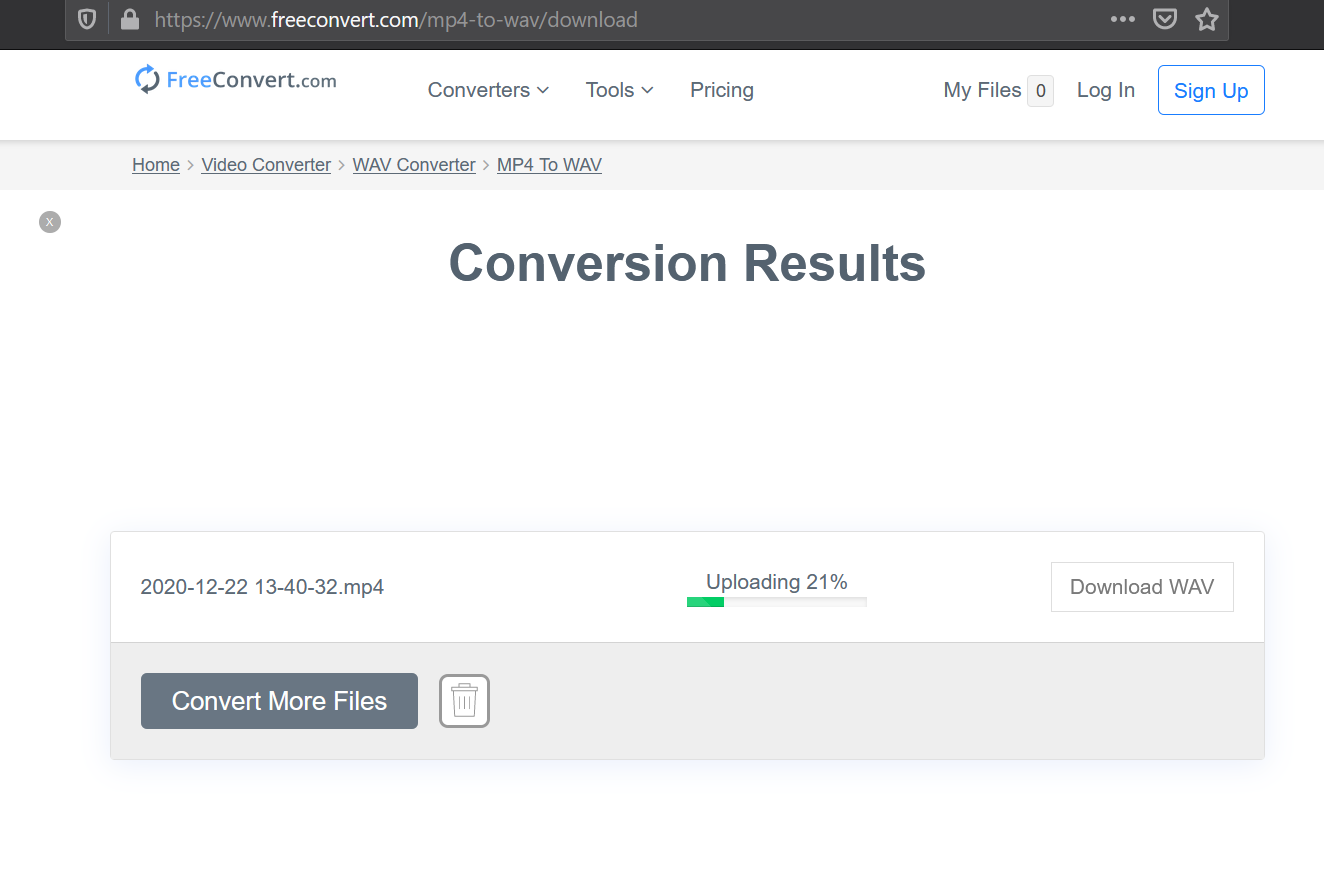 https://www.freeconvert.com/mp4-to-wav/download
FreeConvert.com Converters Tools Pricing My Files 0 Log In Sign Up
Home > Video Converter > WAV Converter > MP4 To WAV
X
Conversion Results
2020-12-22 13-40-32.mp4 Uploading 21% Download WAV
Convert More Files